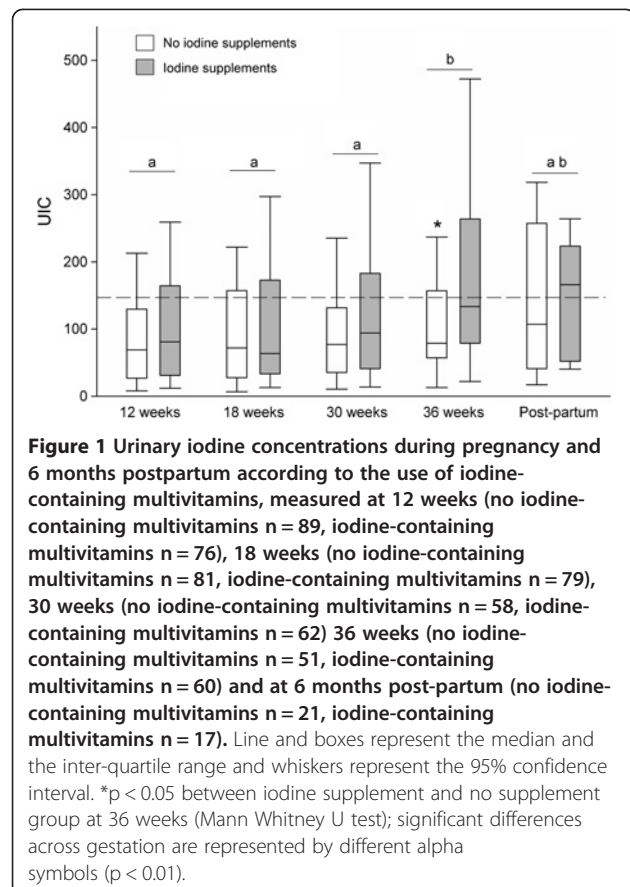 500
No iodine supplements
Iodine supplements
b
400
a
a
a
a b
300
UIC
*
200
100
0
12 weeks
18 weeks
30 weeks
36 weeks
Post-partum
Figure 1 Urinary iodine concentrations during pregnancy and
6 months postpartum according to the use of iodine-
containing multivitamins, measured at 12 weeks (no iodine-
containing multivitamins n = 89, iodine-containing
multivitamins n = 76), 18 weeks (no iodine-containing
multivitamins n = 81, iodine-containing multivitamins n = 79),
30 weeks (no iodine-containing multivitamins n = 58, iodine-
containing multivitamins n = 62) 36 weeks (no iodine-
containing multivitamins n = 51, iodine-containing
multivitamins n = 60) and at 6 months post-partum (no iodine-
containing multivitamins n = 21, iodine-containing
multivitamins n = 17). Line and boxes represent the median and
the inter-quartile range and whiskers represent the 95% confidence
interval. *p < 0.05 between iodine supplement and no supplement
group at 36 weeks (Mann Whitney U test); significant differences
across gestation are represented by different alpha
symbols (p < 0.01).